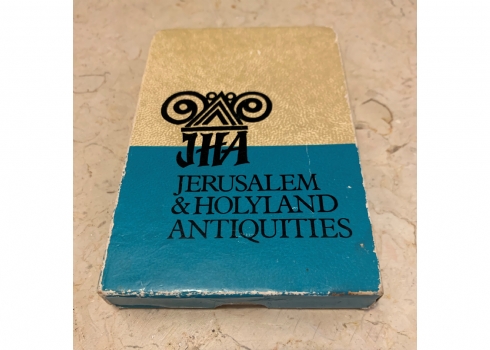 JHA
JERUSALEM
& HOLYLAND
ANTIQUITIES